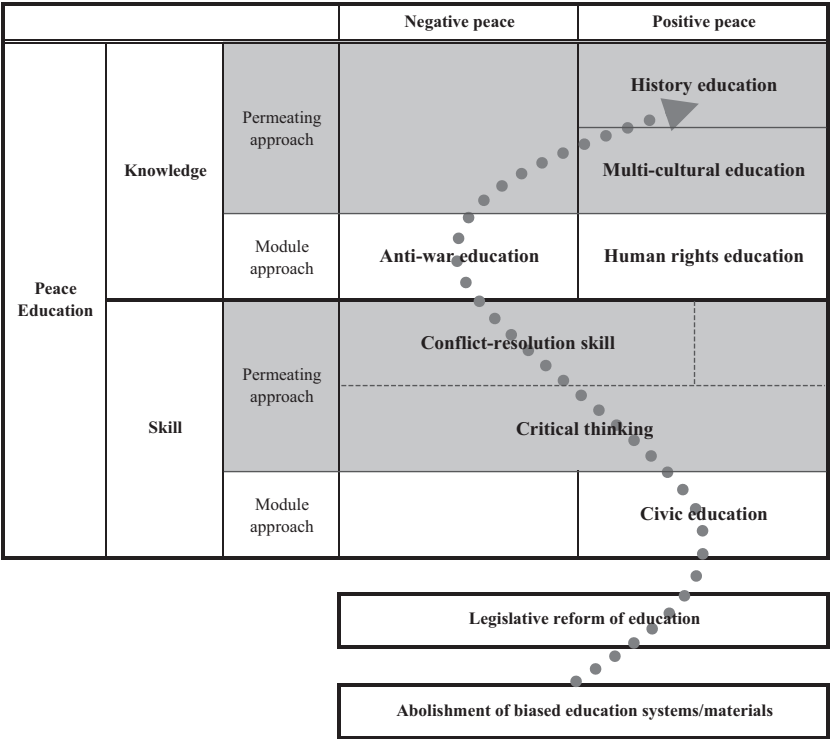 Negative peace
Positive peace
Peace
Education
Knowledge
Permeating
approach
History education
Multi-cultural education
Module
approach
Anti-war education
Human rights education
Skill
Permeating
approach
Conflict-resolution skill
Critical thinking
Module
approach
Civic education
Legislative reform of education
Abolishment of biased education systems/materials